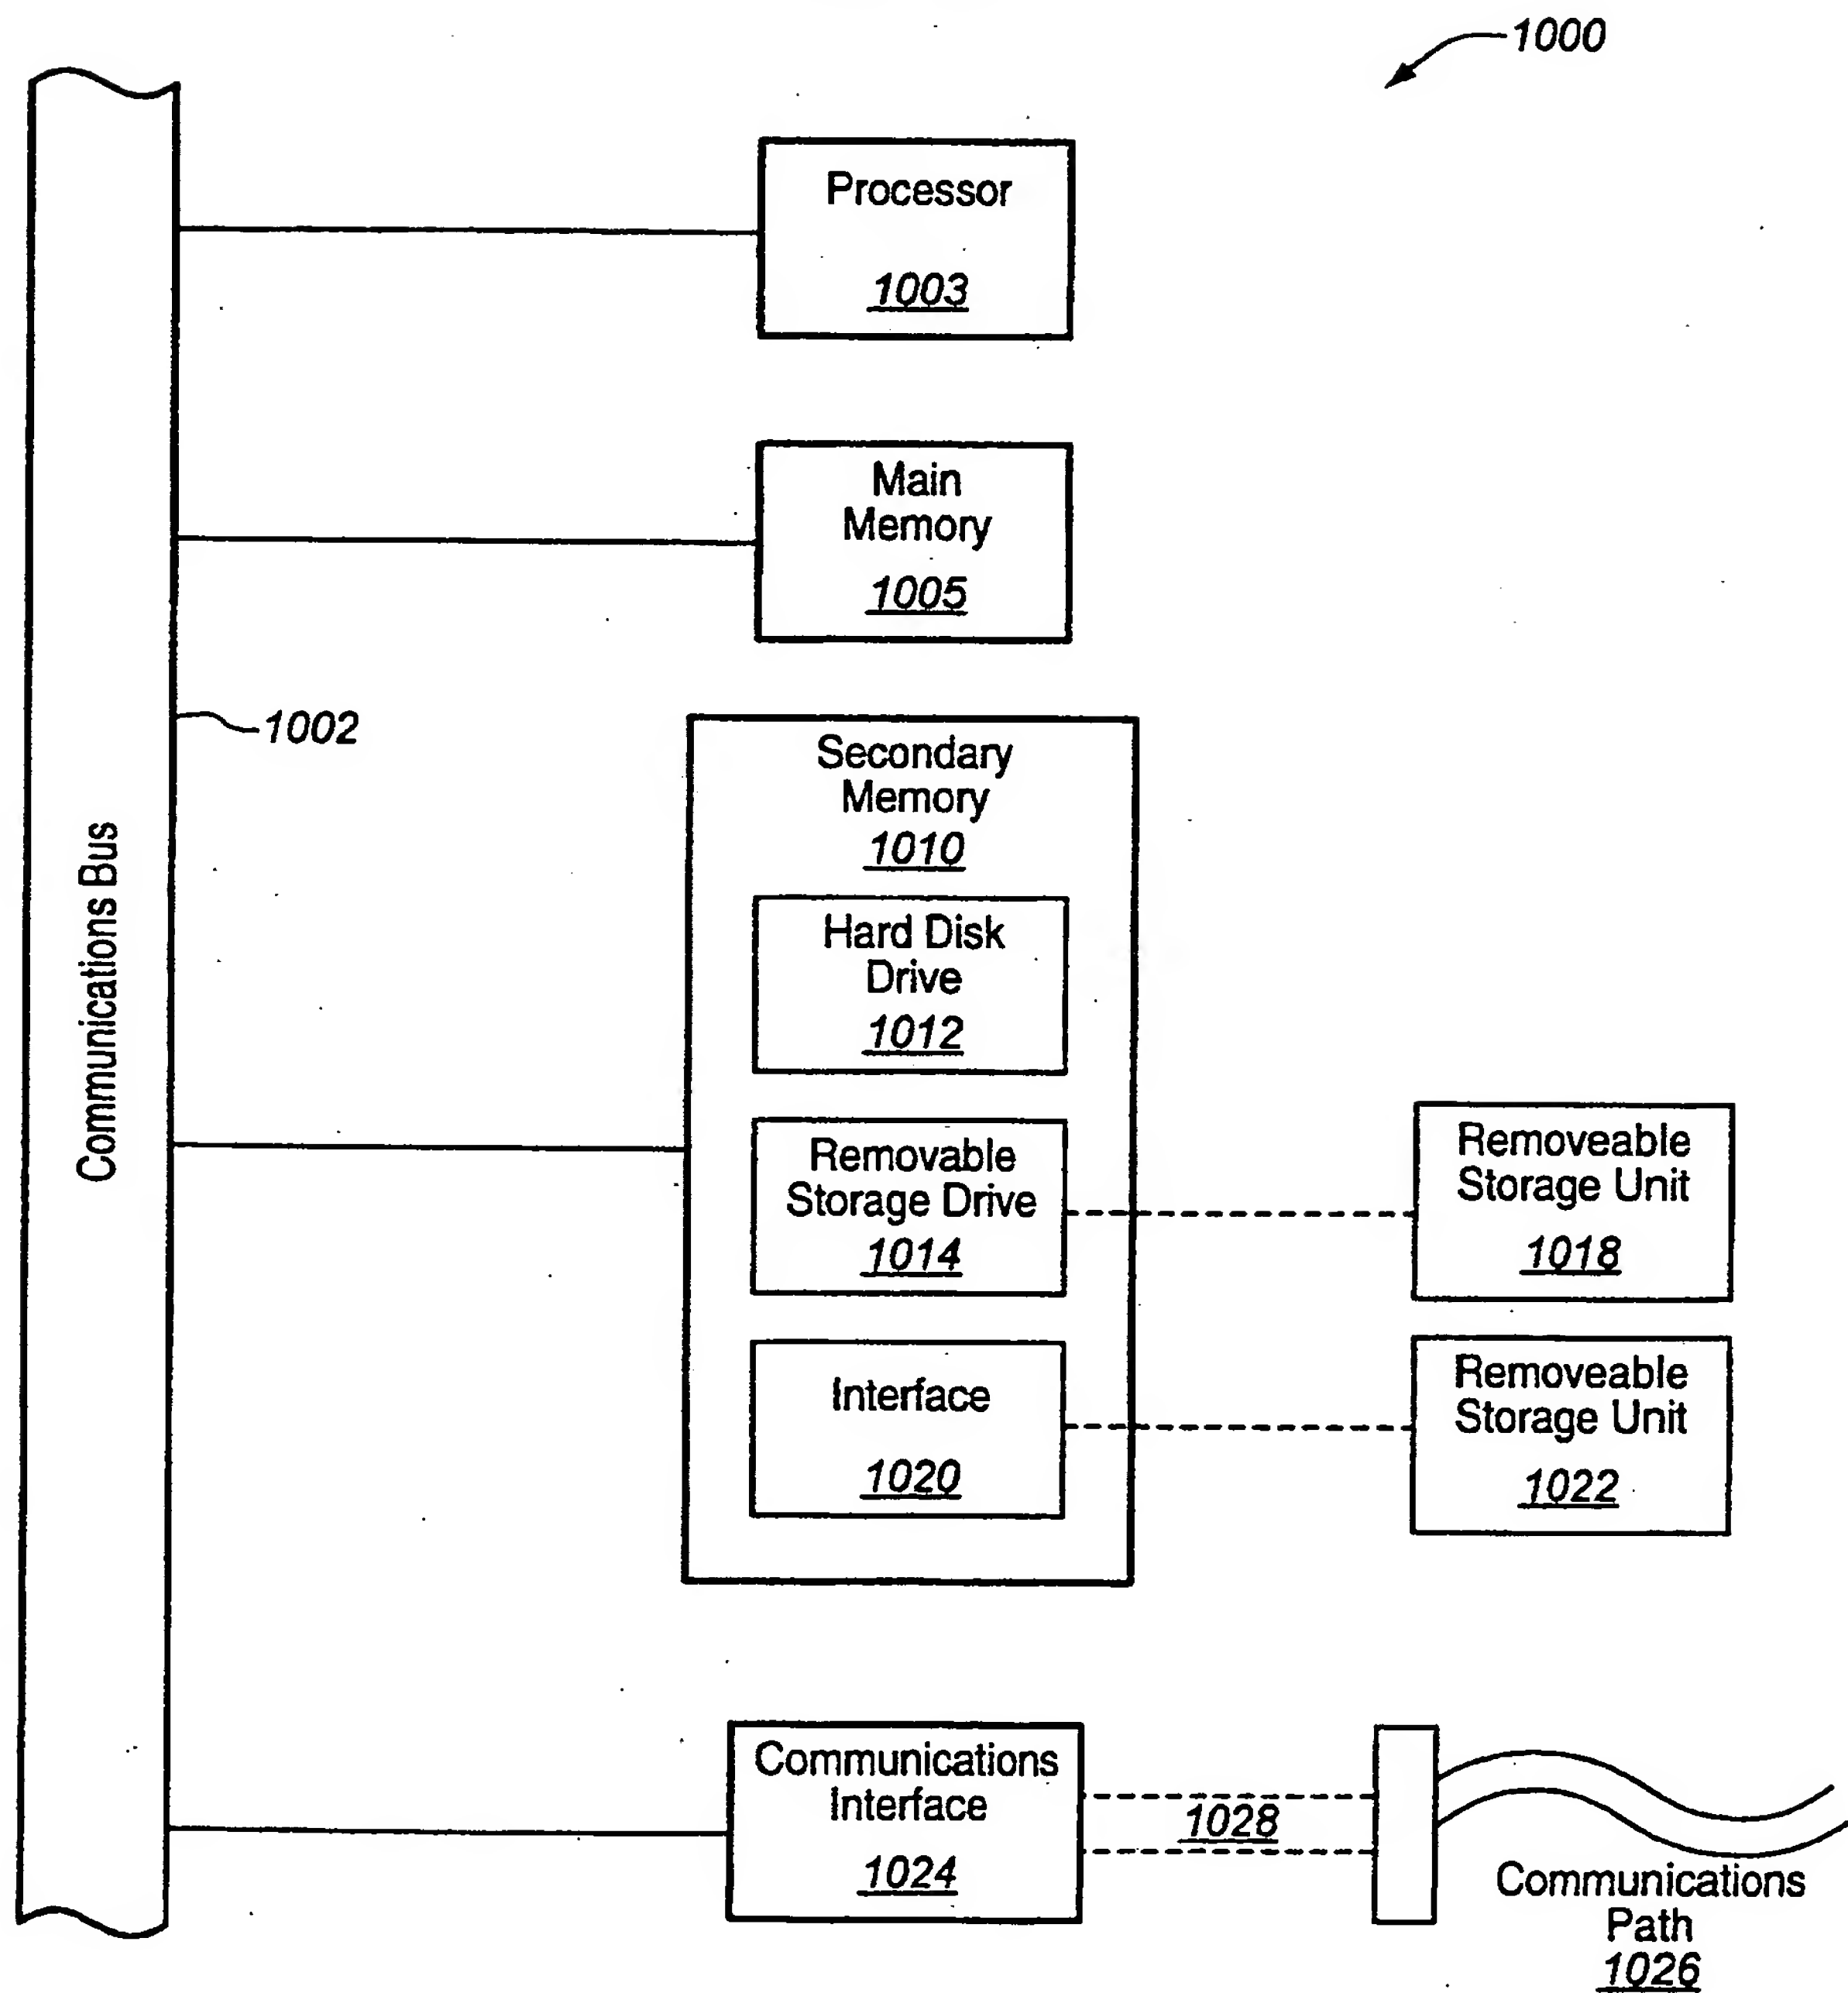 1000
Processor
1003
Main
Memory
1005
1002
Communications Bus
Secondary
Memory
1010
Hard Disk
Drive
1012
Removable
Storage Drive
1014
Removeable
Storage Unit
1018
Interface
1020
Removeable
Storage Unit
1022
Communications
Interface
1024
1028
Communications
Path
1026